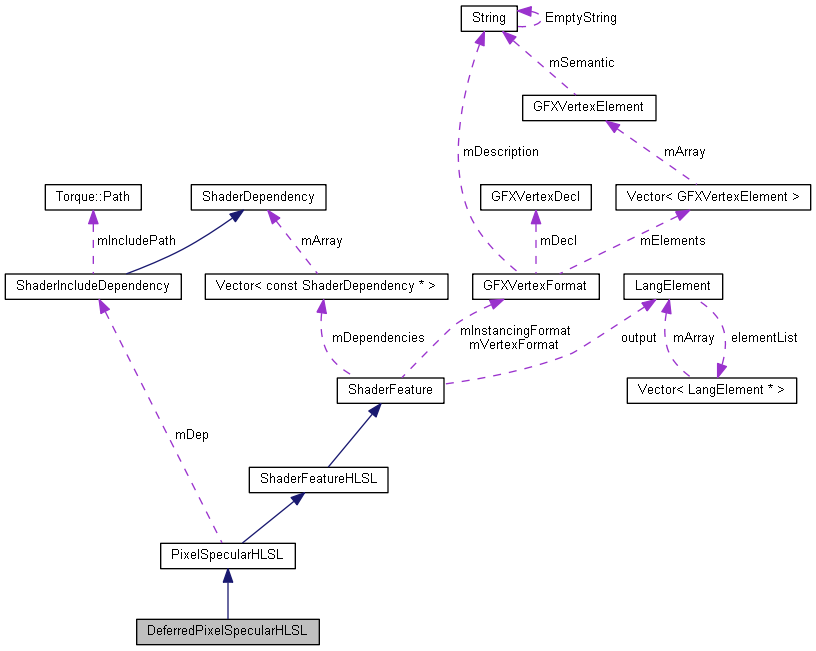 String
EmptyString
mSemantic
GFXVertexElement
mDescription
mArray
Torque::Path
ShaderDependency
GFXVertexDecl
Vector< GFXVertexElement >
mIncludePath
mArray
mDecl
mElements
ShaderIncludeDependency
Vector< const ShaderDependency * >
GFXVertexFormat
LangElement
mDependencies
mInstancingFormat
mVertexFormat
output
mArray
elementList
ShaderFeature
Vector< LangElement * >
mDep
ShaderFeatureHLSL
PixelSpecularHLSL
DeferredPixelSpecularHLSL